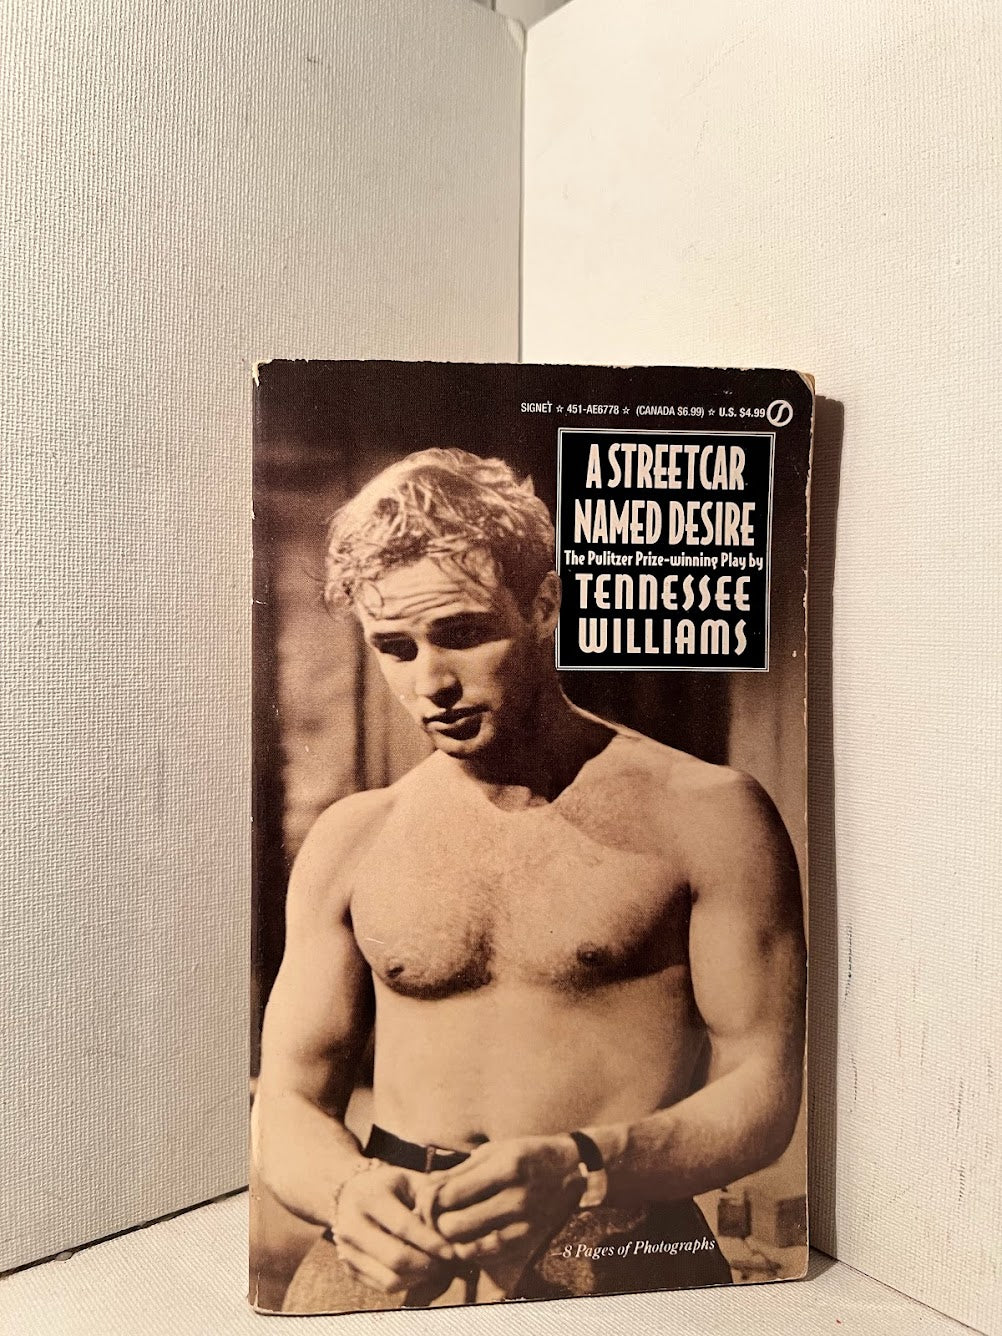 SIGNET ☆ 451-AE6778 ☆ (CANADA $6.99) ☆ U.S. $4.99
A STREETCAR
NAMED DESIRE
The Pulitzer Prize-winning Play by
TENNESSEE
WILLIAMS
8 Pages of Photographs